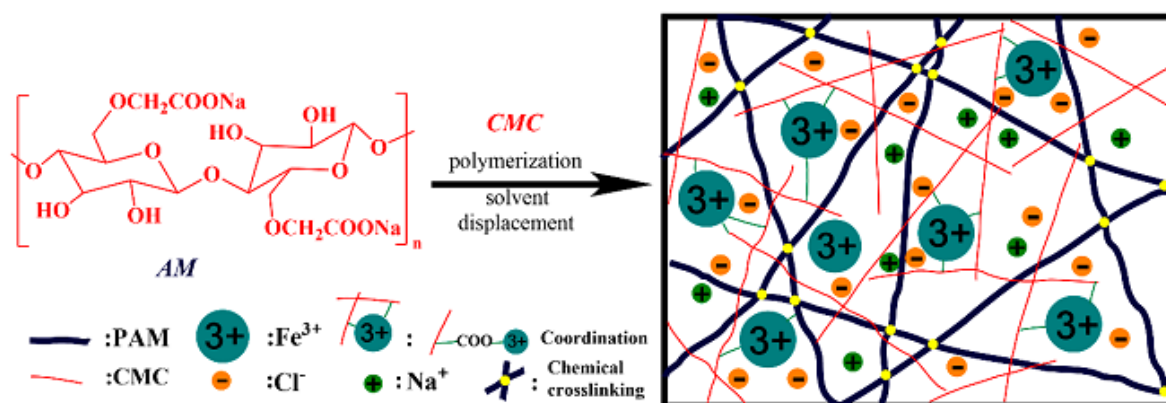 OCH₂COONa
HO
OH
O
O
O
HO
OH
O
O
OCH₂COONa
n
AM
CMC
polymerization
solvent
displacement
:PAM
3+
:Fe³⁺
3+
:
COO
3+
Coordination
:CMC
-
:Cl⁻
+
:Na⁺
:
Chemical
crosslinking
3+
3+
3+
3+
3+
3+
3+